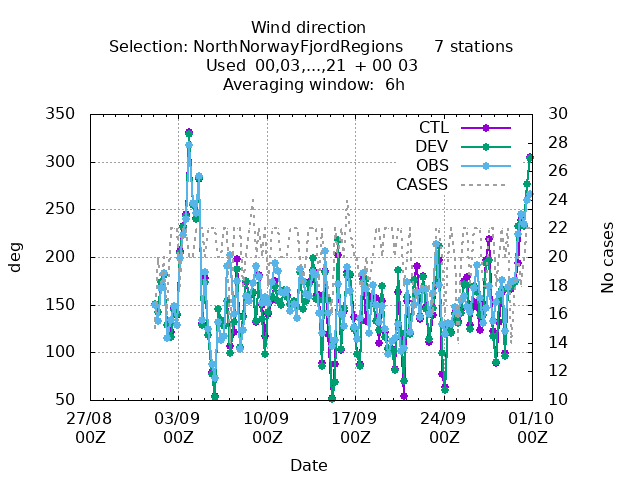 Wind direction
Selection: NorthNorwayFjordRegions 7 stations
Used 00,03,...,21 + 00 03
Averaging window: 6h
350 30
CTL
28
DEV
300
26
OBS
CASES
24
250
22
200 20
18
150
16
14
100
12
50 10
deg
No cases
27/08 03/09 10/09 17/09 24/09 01/10
00Z 00Z 00Z 00Z 00Z 00Z
Date